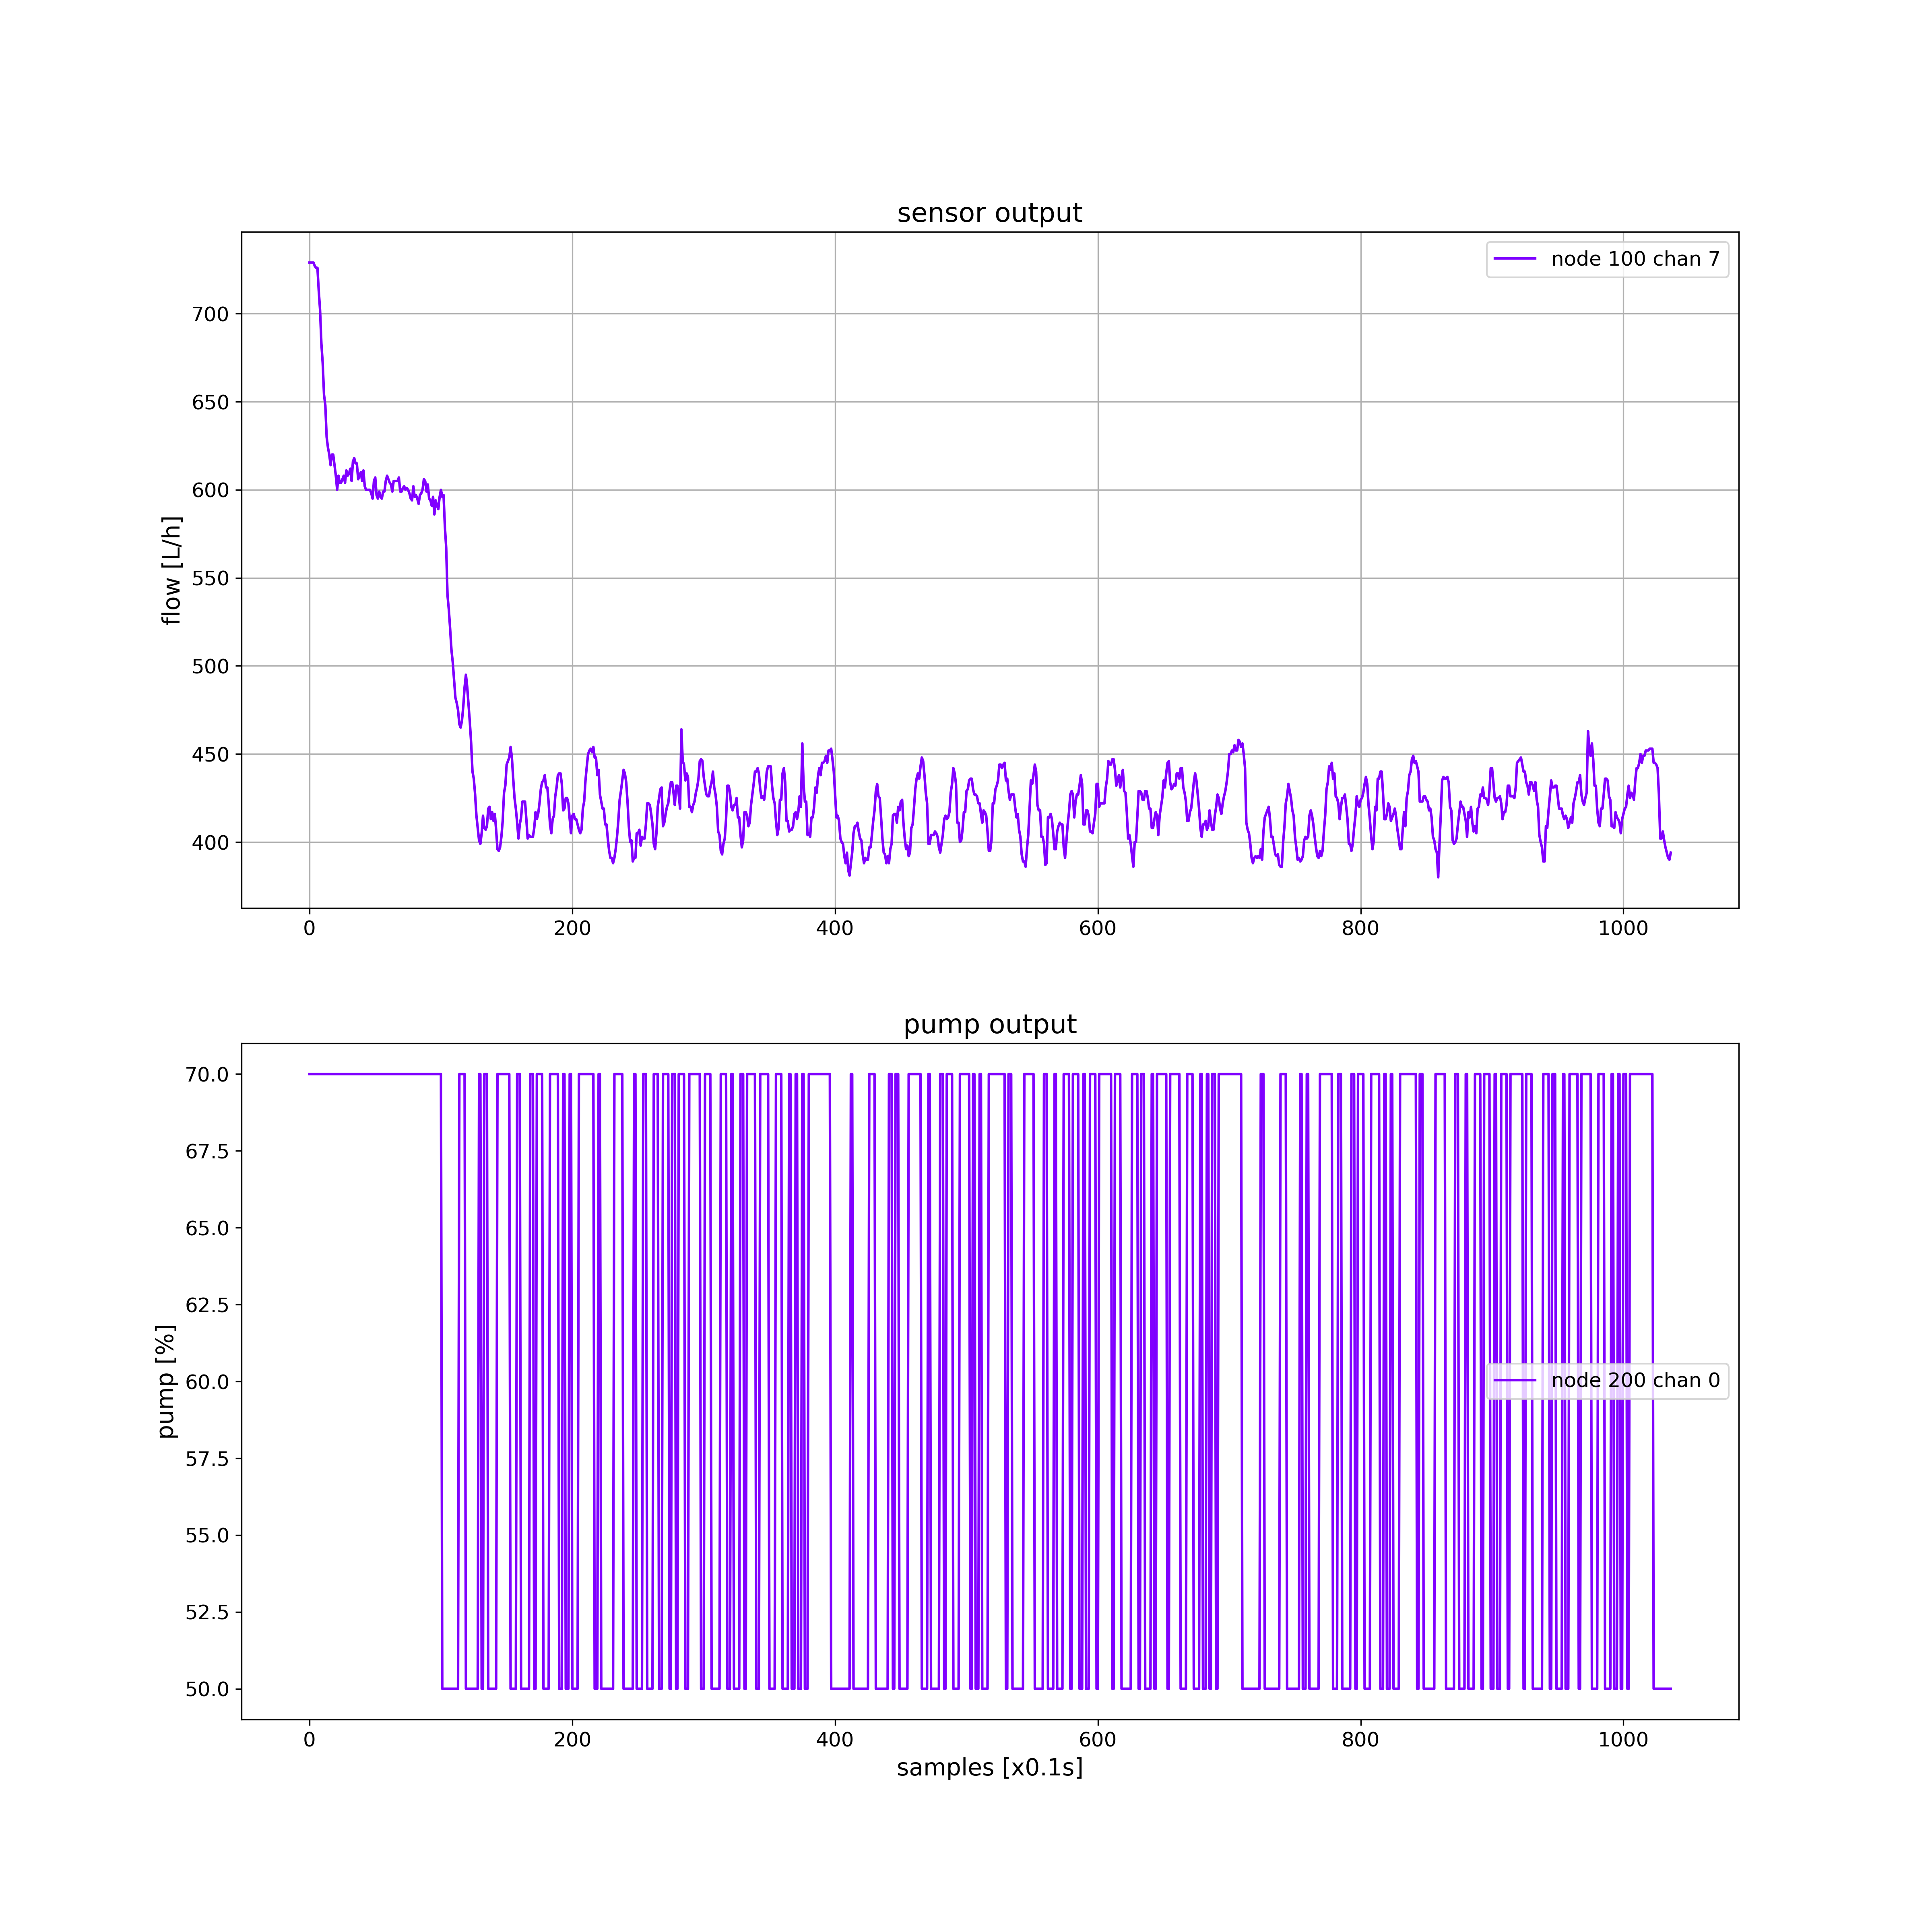 sensor output
node 100 chan 7
700
650
600
550
500
450
400
flow [L/h]
0 200 400 600 800 1000
pump output
70.0
67.5
65.0
62.5
60.0
57.5
55.0
52.5
50.0
pump [%]
node 200 chan 0
0 200 400 600 800 1000
samples [x0.1s]